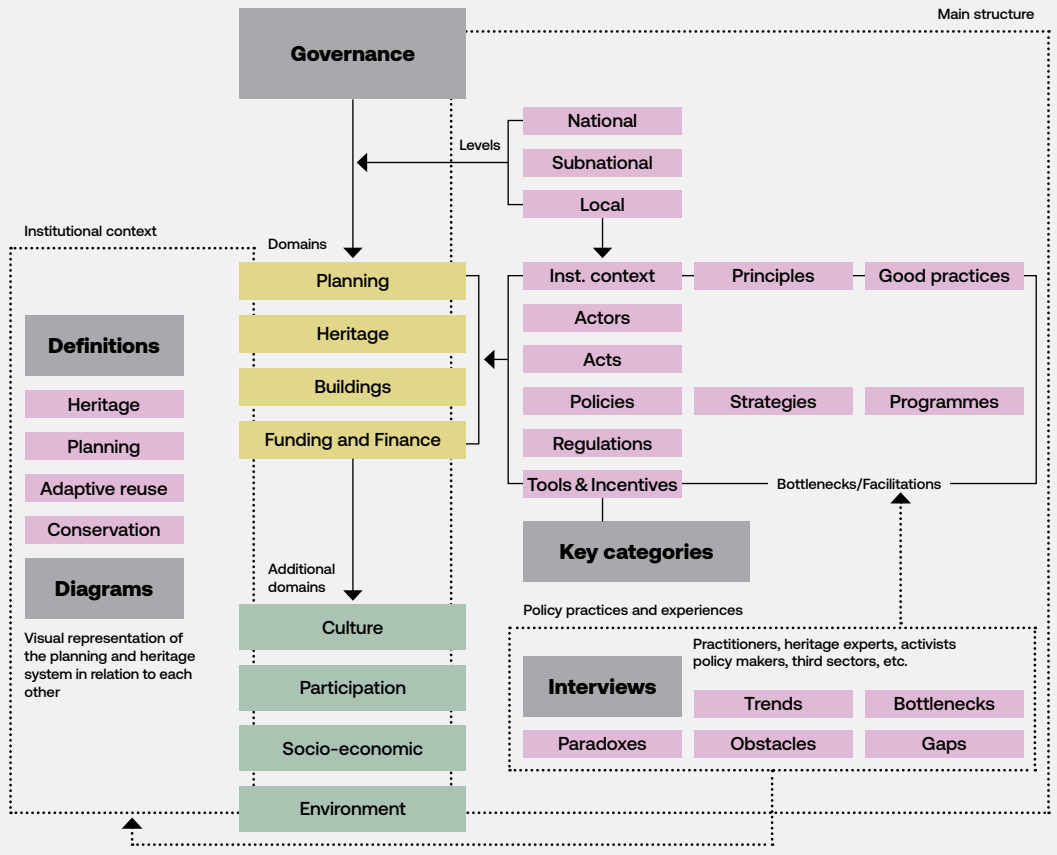 Main structure
Governance
National
Levels
Subnational
Local
Institutional context
Domains
Planning
Heritage
Buildings
Funding and Finance
Inst. context
Principles
Good practices
Actors
Acts
Policies
Strategies
Programmes
Regulations
Tools & Incentives
Bottlenecks/Facilitations
Key categories
Definitions
Heritage
Planning
Adaptive reuse
Conservation
Diagrams
Visual representation of
the planning and heritage
system in relation to each
other
Additional
domains
Culture
Participation
Socio-economic
Environment
Policy practices and experiences
Practitioners, heritage experts, activists
policy makers, third sectors, etc.
Interviews
Trends
Bottlenecks
Paradoxes
Obstacles
Gaps